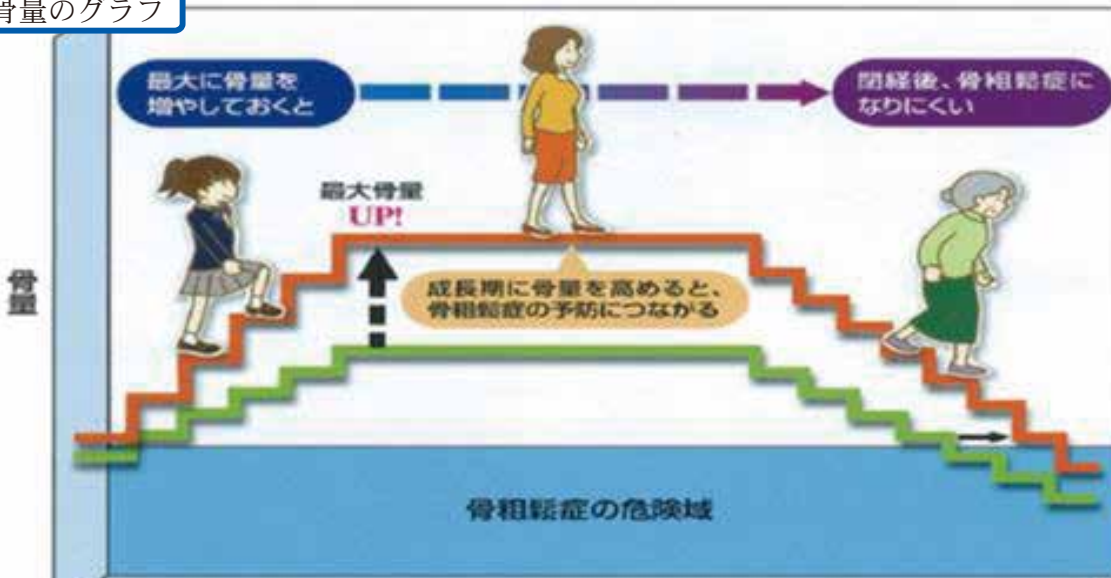 骨量のグラフ
最大に骨量を
増やしておくと
閉経後、骨粗鬆症に
なりにくい
最大骨量
UP!
骨量
成長期に骨量を高めると、
骨粗鬆症の予防につながる
骨粗鬆症の危険域